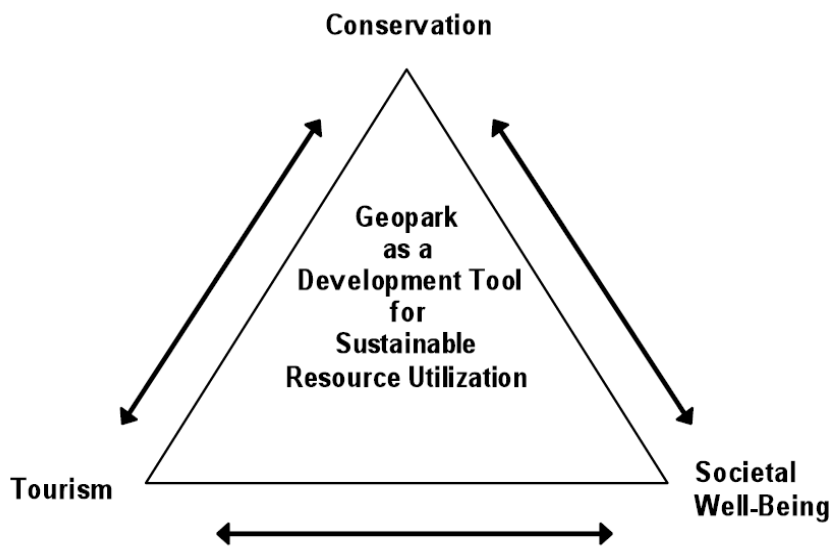 Conservation
Geopark
as a
Development Tool
for
Sustainable
Resource Utilization
Tourism
Societal
Well-Being